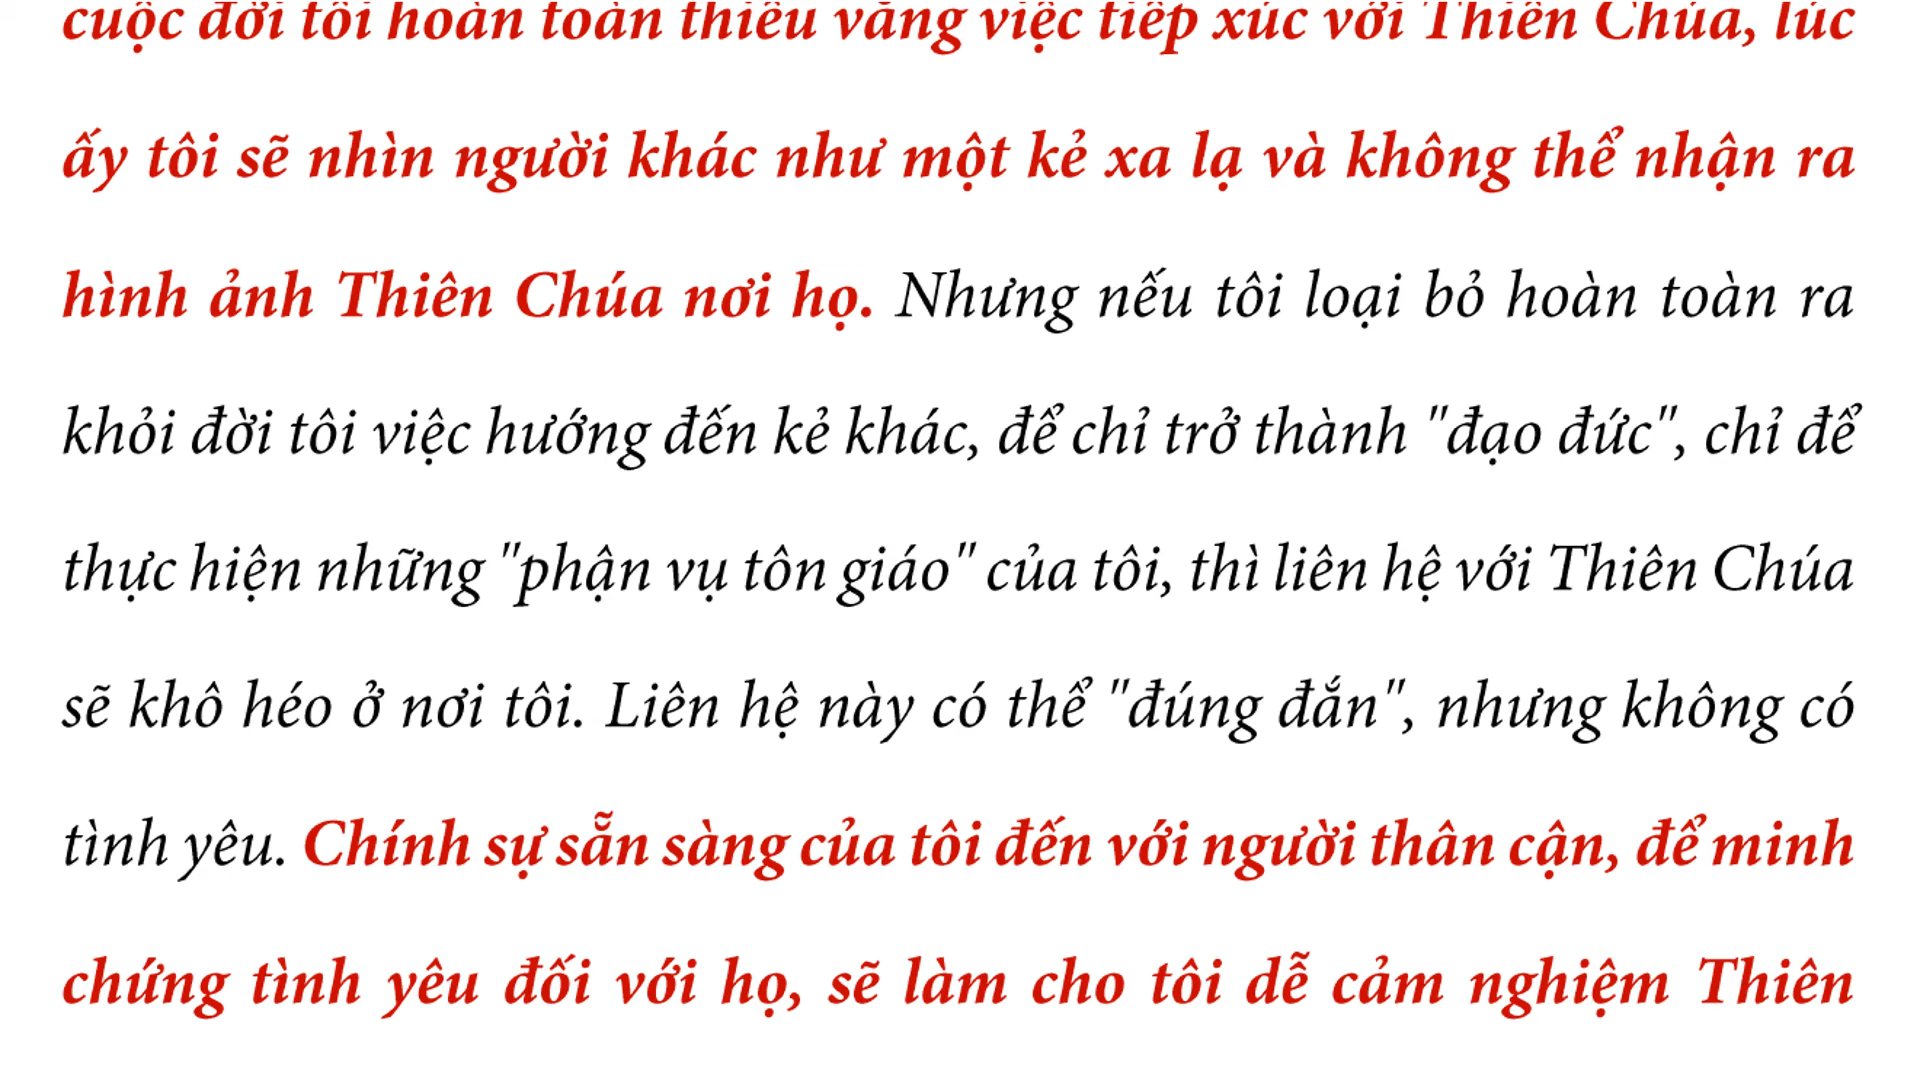 cuộc đời tôi hoàn toàn thiếu vắng việc tiếp xúc với Thiên Chúa, lúc
ấy tôi sẽ nhìn người khác như một kẻ xa lạ và không thể nhận ra
hình ảnh Thiên Chúa nơi họ. Nhưng nếu tôi loại bỏ hoàn toàn ra
khỏi đời tôi việc hướng đến kẻ khác, để chỉ trở thành "đạo đức", chỉ để
thực hiện những "phận vụ tôn giáo" của tôi, thì liên hệ với Thiên Chúa
sẽ khô héo ở nơi tôi. Liên hệ này có thể "đúng đắn", nhưng không có
tình yêu. Chính sự sẵn sàng của tôi đến với người thân cận, để minh
chứng tình yêu đối với họ, sẽ làm cho tôi dễ cảm nghiệm Thiên